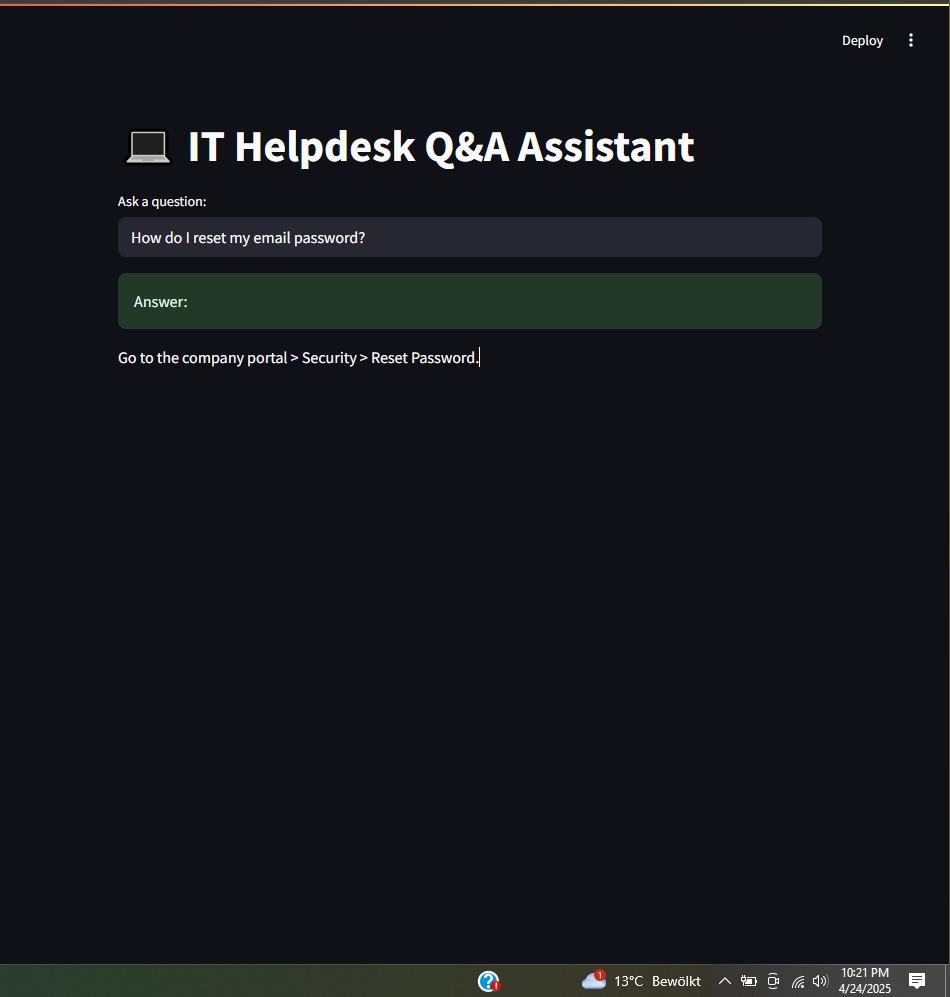 Deploy
IT Helpdesk Q&A Assistant
Ask a question:
How do I reset my email password?
Answer:
Go to the company portal > Security > Reset Password.
1
13°C Bewölkt
10:21 PM
4/24/2025